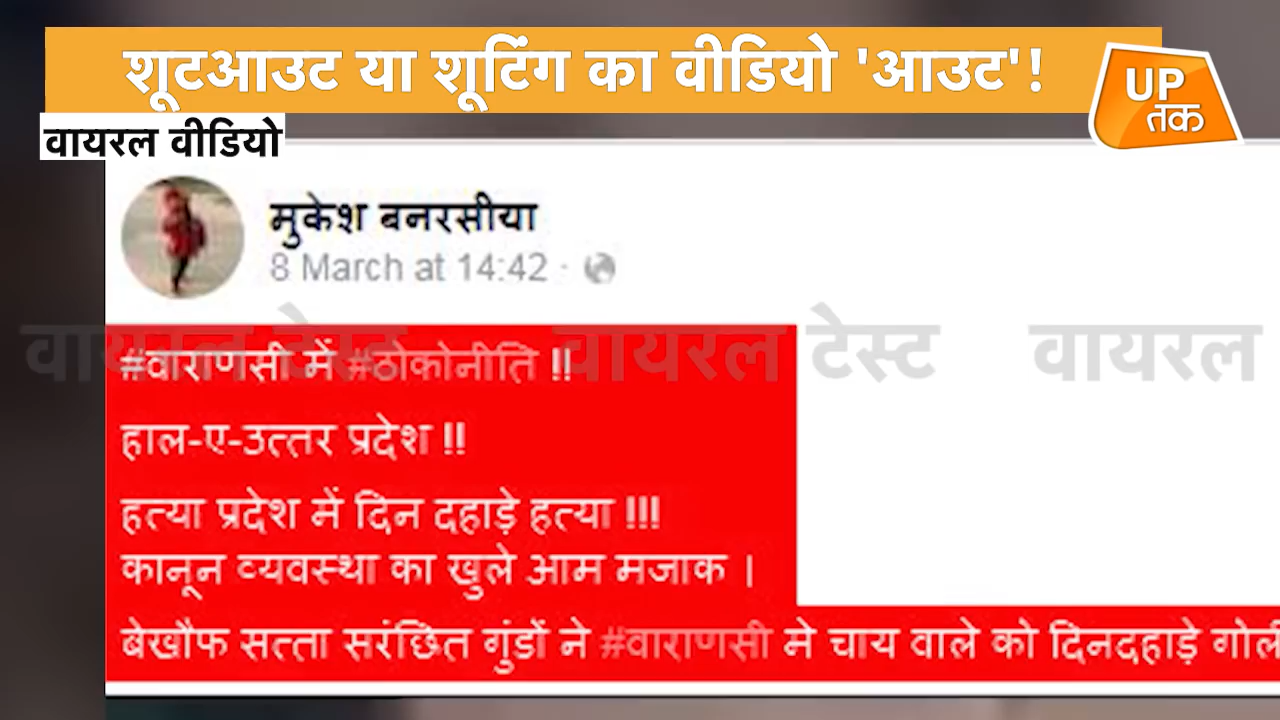 शूटआउट या शूटिंग का वीडियो 'आउट'!
UP
तक
वायरल वीडियो
मुकेश बनरसीया
8 March at 14:42 ·
वायरल टेस्ट वायरल टेस्ट वायरल
#वाराणसी में #ठोकोनीति !!
हाल-ए-उत्तर प्रदेश !!
हत्या प्रदेश में दिन दहाड़े हत्या !!!
कानून व्यवस्था का खुले आम मजाक ।
बेखौफ सत्ता सरंछित गुंडों ने #वाराणसी मे चाय वाले को दिनदहाड़े गोली